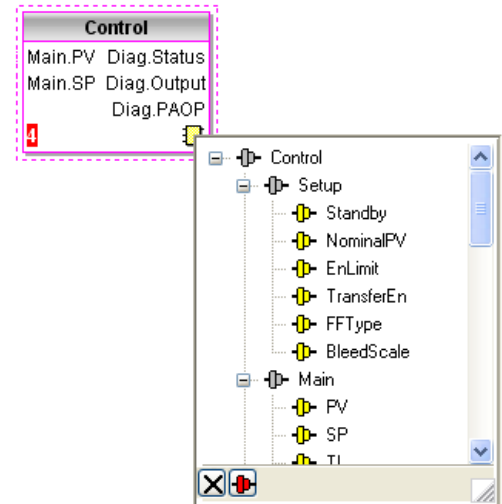 Control
Main.PV Diag.Status
Main.SP Diag.Output
Diag.PAOP
4
Control
Setup
Standby
NominalPV
EnLimit
TransferEn
FFType
BleedScale
Main
PV
SP